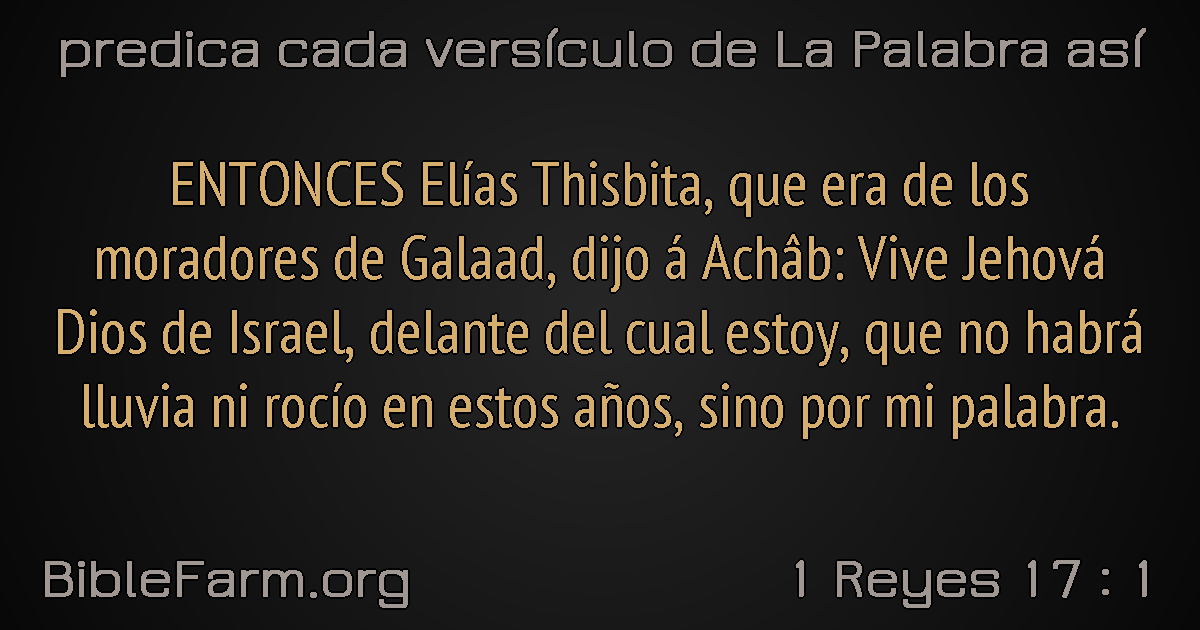 predica cada versículo de La Palabra así
ENTONCES Elías Thisbita, que era de los
moradores de Galaad, dijo á Achâb: Vive Jehová
Dios de Israel, delante del cual estoy, que no habrá
lluvia ni rocío en estos años, sino por mi palabra.
BibleFarm.org
1 Reyes 17 : 1